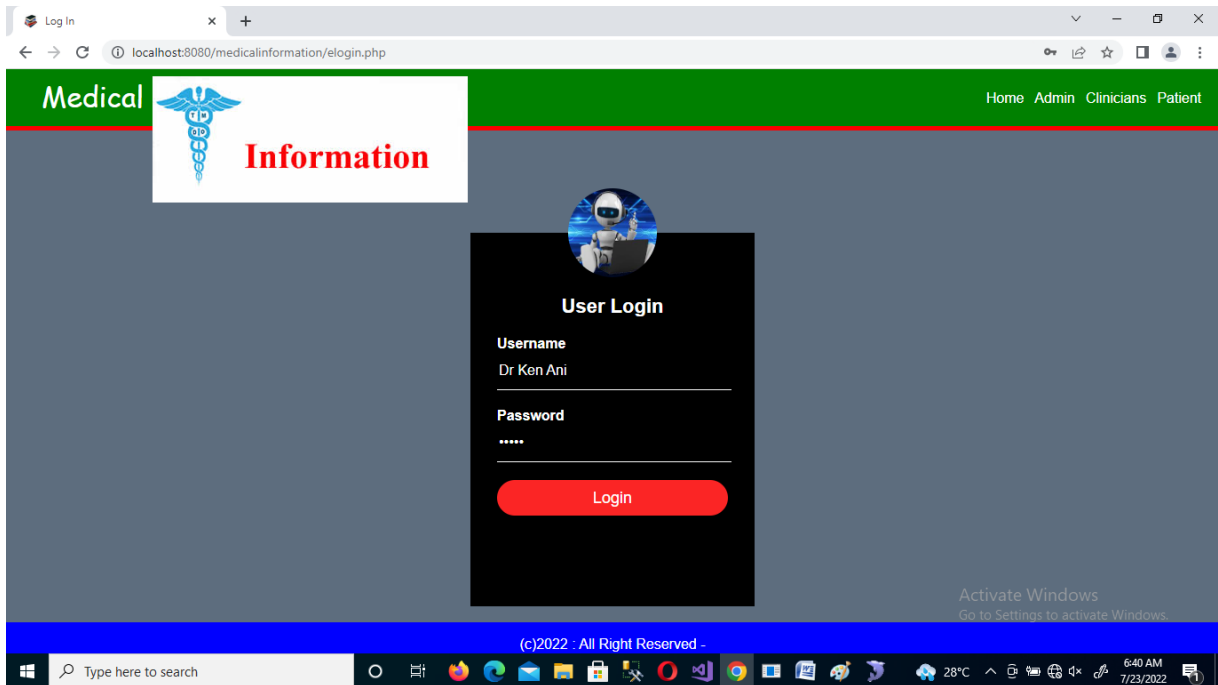 Log In
localhost:8080/medicalinformation/elogin.php
Medical
Information
Home Admin Clinicians Patient
User Login
Username
Dr Ken Ani
Password
•••••
Login
Activate Windows
Go to Settings to activate Windows.
(c)2022 : All Right Reserved -
Type here to search
28°C
6:40 AM
7/23/2022